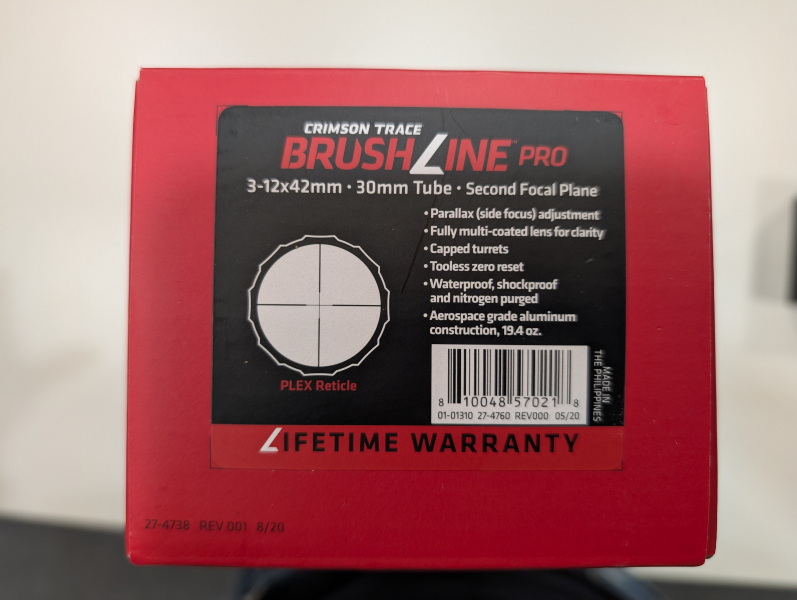 CRIMSON TRACE
BRUSHLINE™ PRO
3-12x42mm • 30mm Tube • Second Focal Plane
• Parallax (side focus) adjustment
• Fully multi-coated lens for clarity
• Capped turrets
• Tooless zero reset
• Waterproof, shockproof
and nitrogen purged
• Aerospace grade aluminum
construction, 19.4 oz.
PLEX Reticle
8 10048 57021 8
01-01310 27-4760 REV000 05/20
MADE IN
THE PHILIPPINES
LIFETIME WARRANTY
27-4738 REV 001 8/20